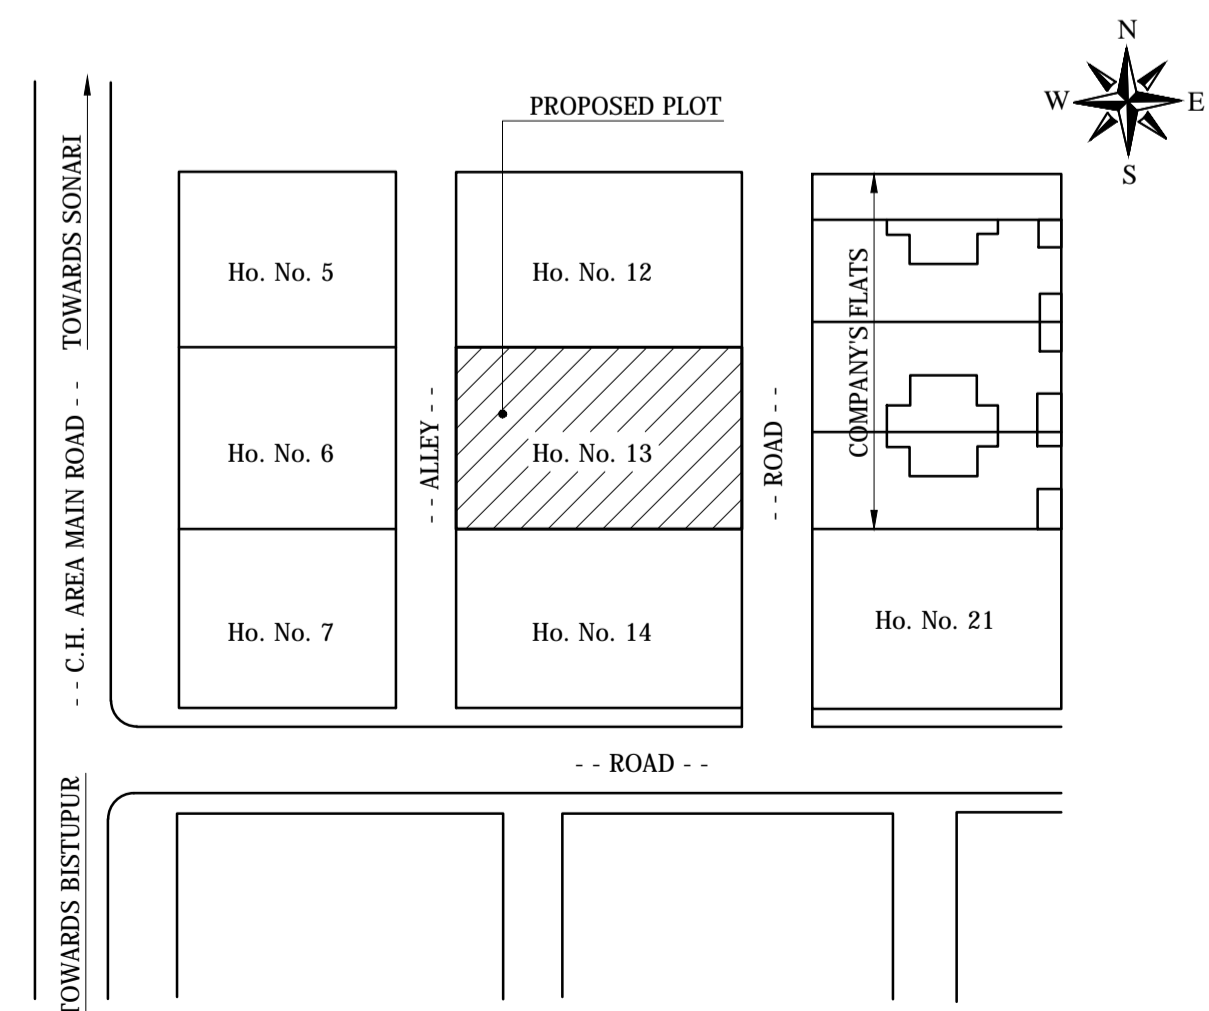 N
W
E
S
PROPOSED PLOT
TOWARDS SONARI
- - C.H. AREA MAIN ROAD - -
TOWARDS BISTUPUR
Ho. No. 5
Ho. No. 12
Ho. No. 6
- - ALLEY - -
Ho. No. 13
- - ROAD - -
COMPANY'S FLATS
Ho. No. 7
Ho. No. 14
Ho. No. 21
- - ROAD - -